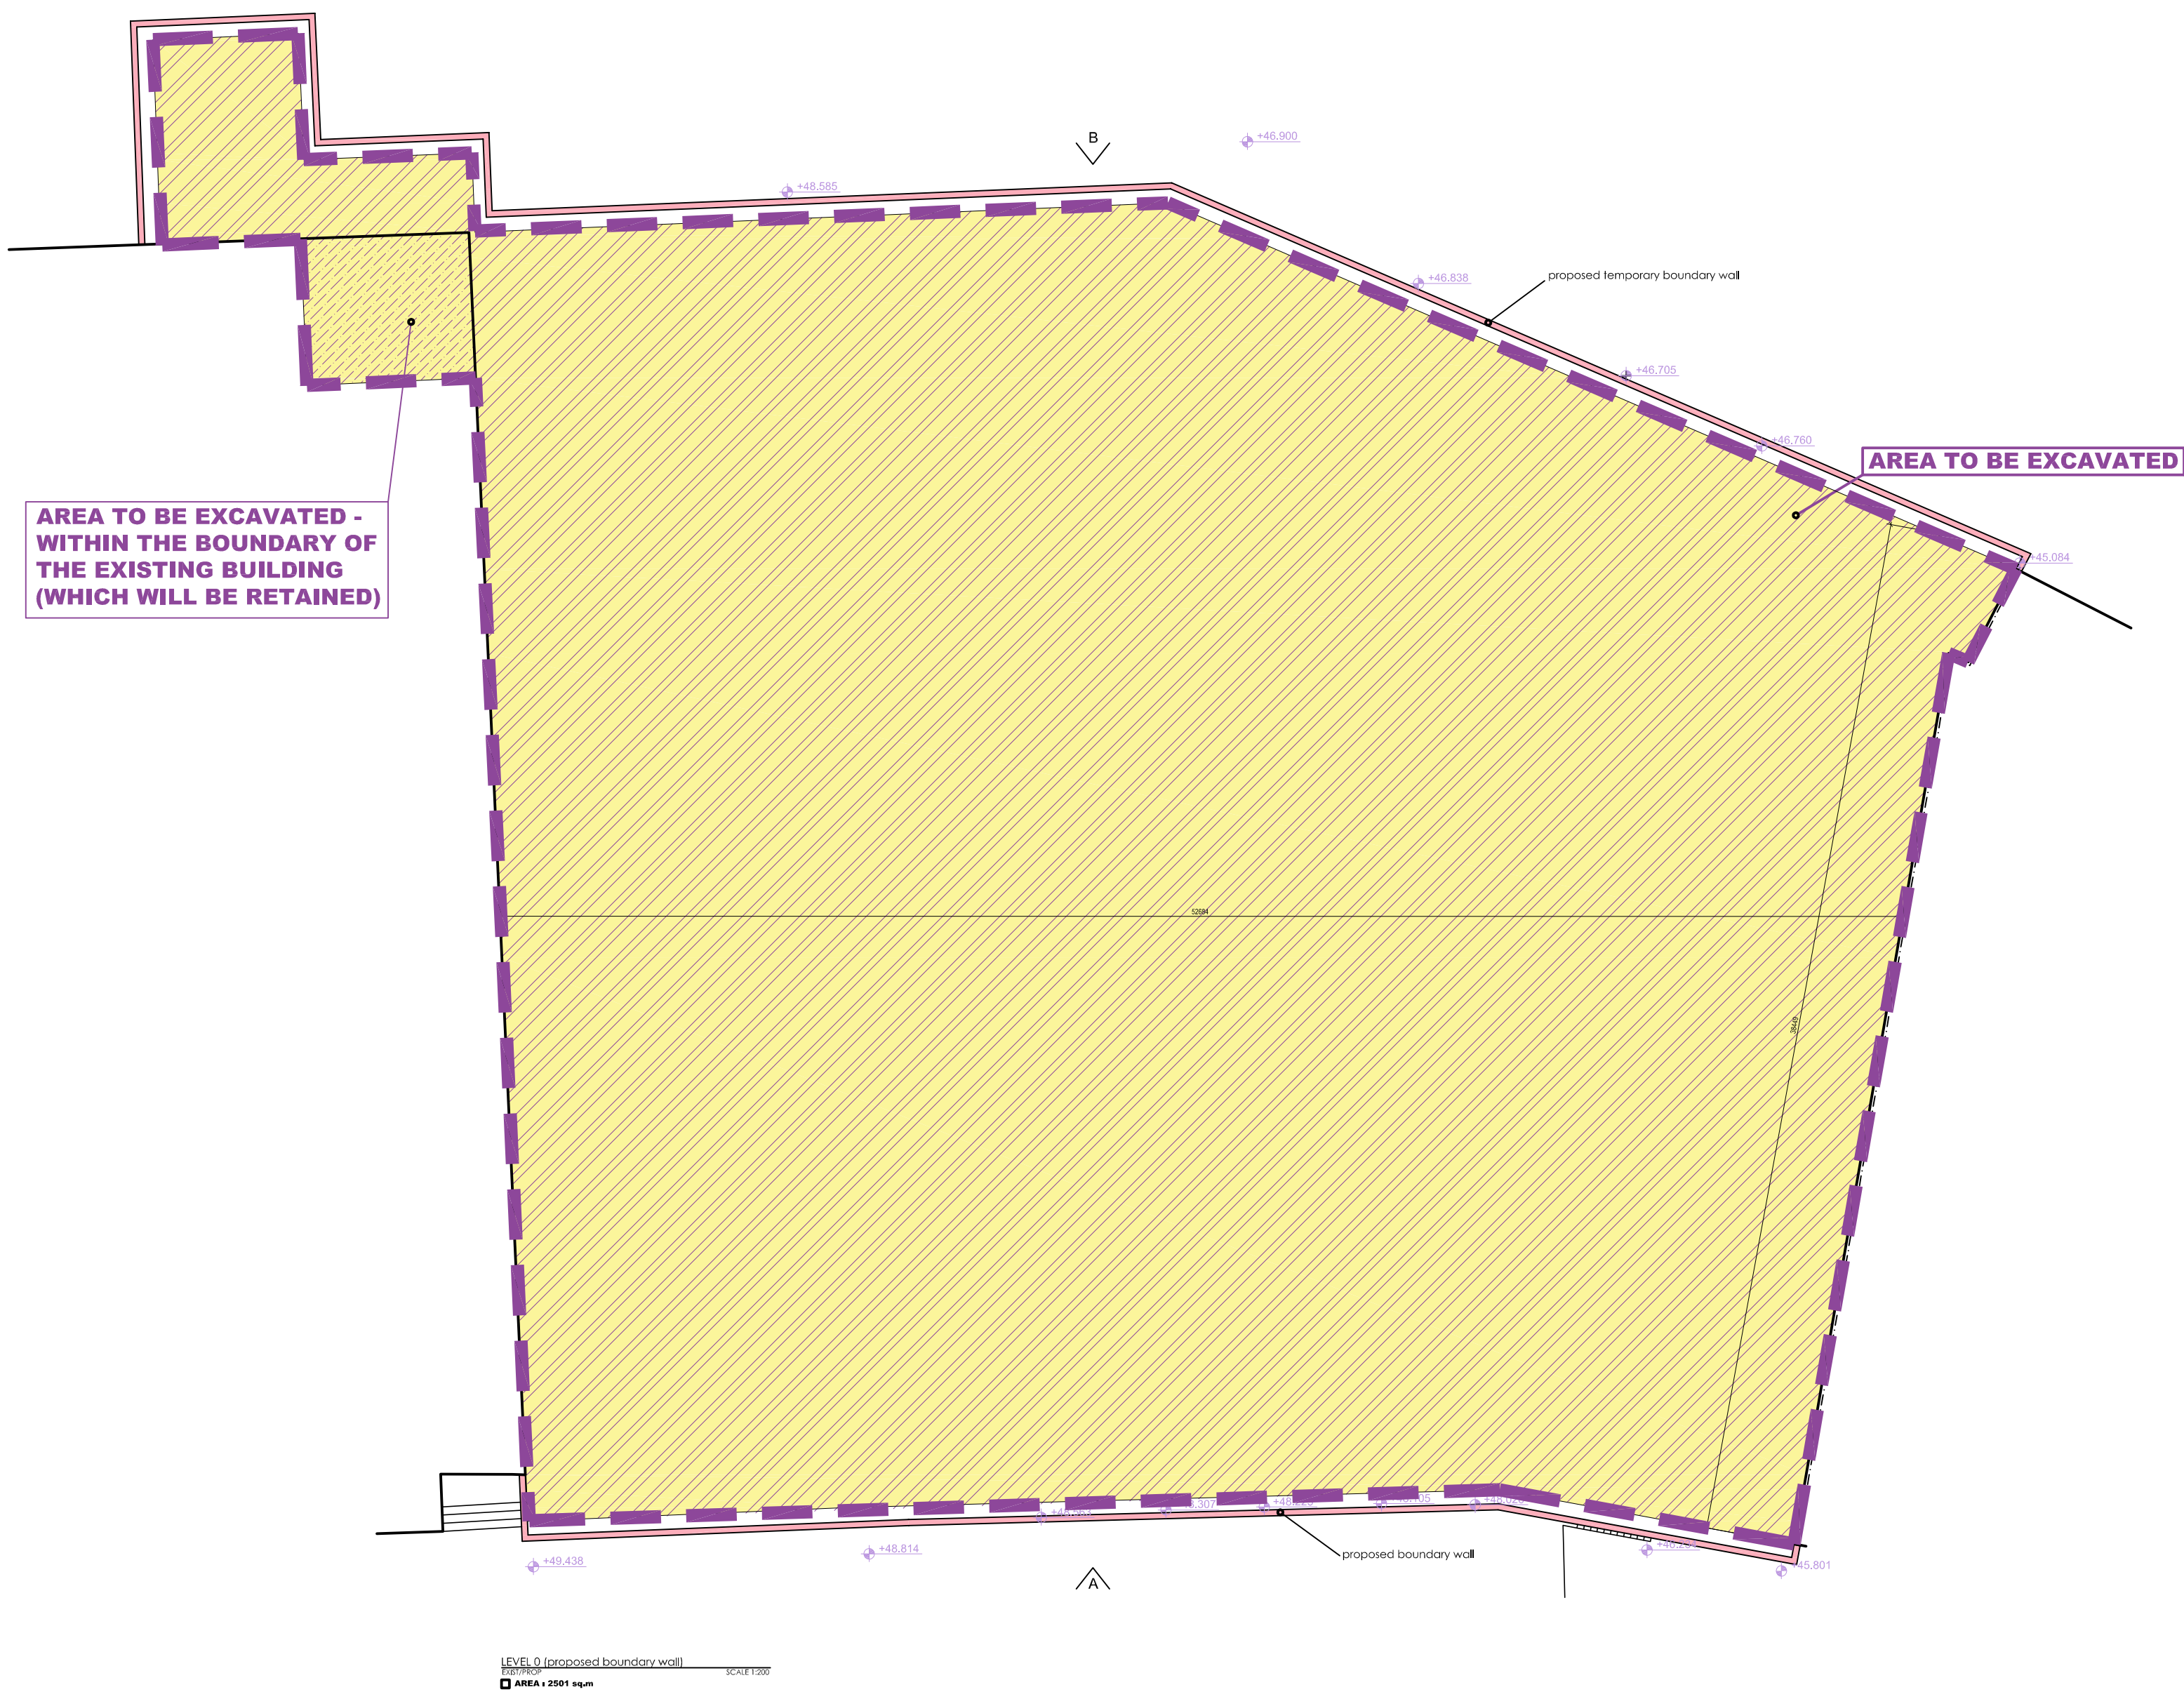 B
+46.900
+48.585
+46.838
proposed temporary boundary wall
+46.705
+46.760
AREA TO BE EXCAVATED
AREA TO BE EXCAVATED -
WITHIN THE BOUNDARY OF
THE EXISTING BUILDING
(WHICH WILL BE RETAINED)
+45.084
52684
38449
+48.814
+49.438
proposed boundary wall
+45.801
A
LEVEL 0 (proposed boundary wall)
EXIST/PROP SCALE 1:200
AREA : 2501 sq.m